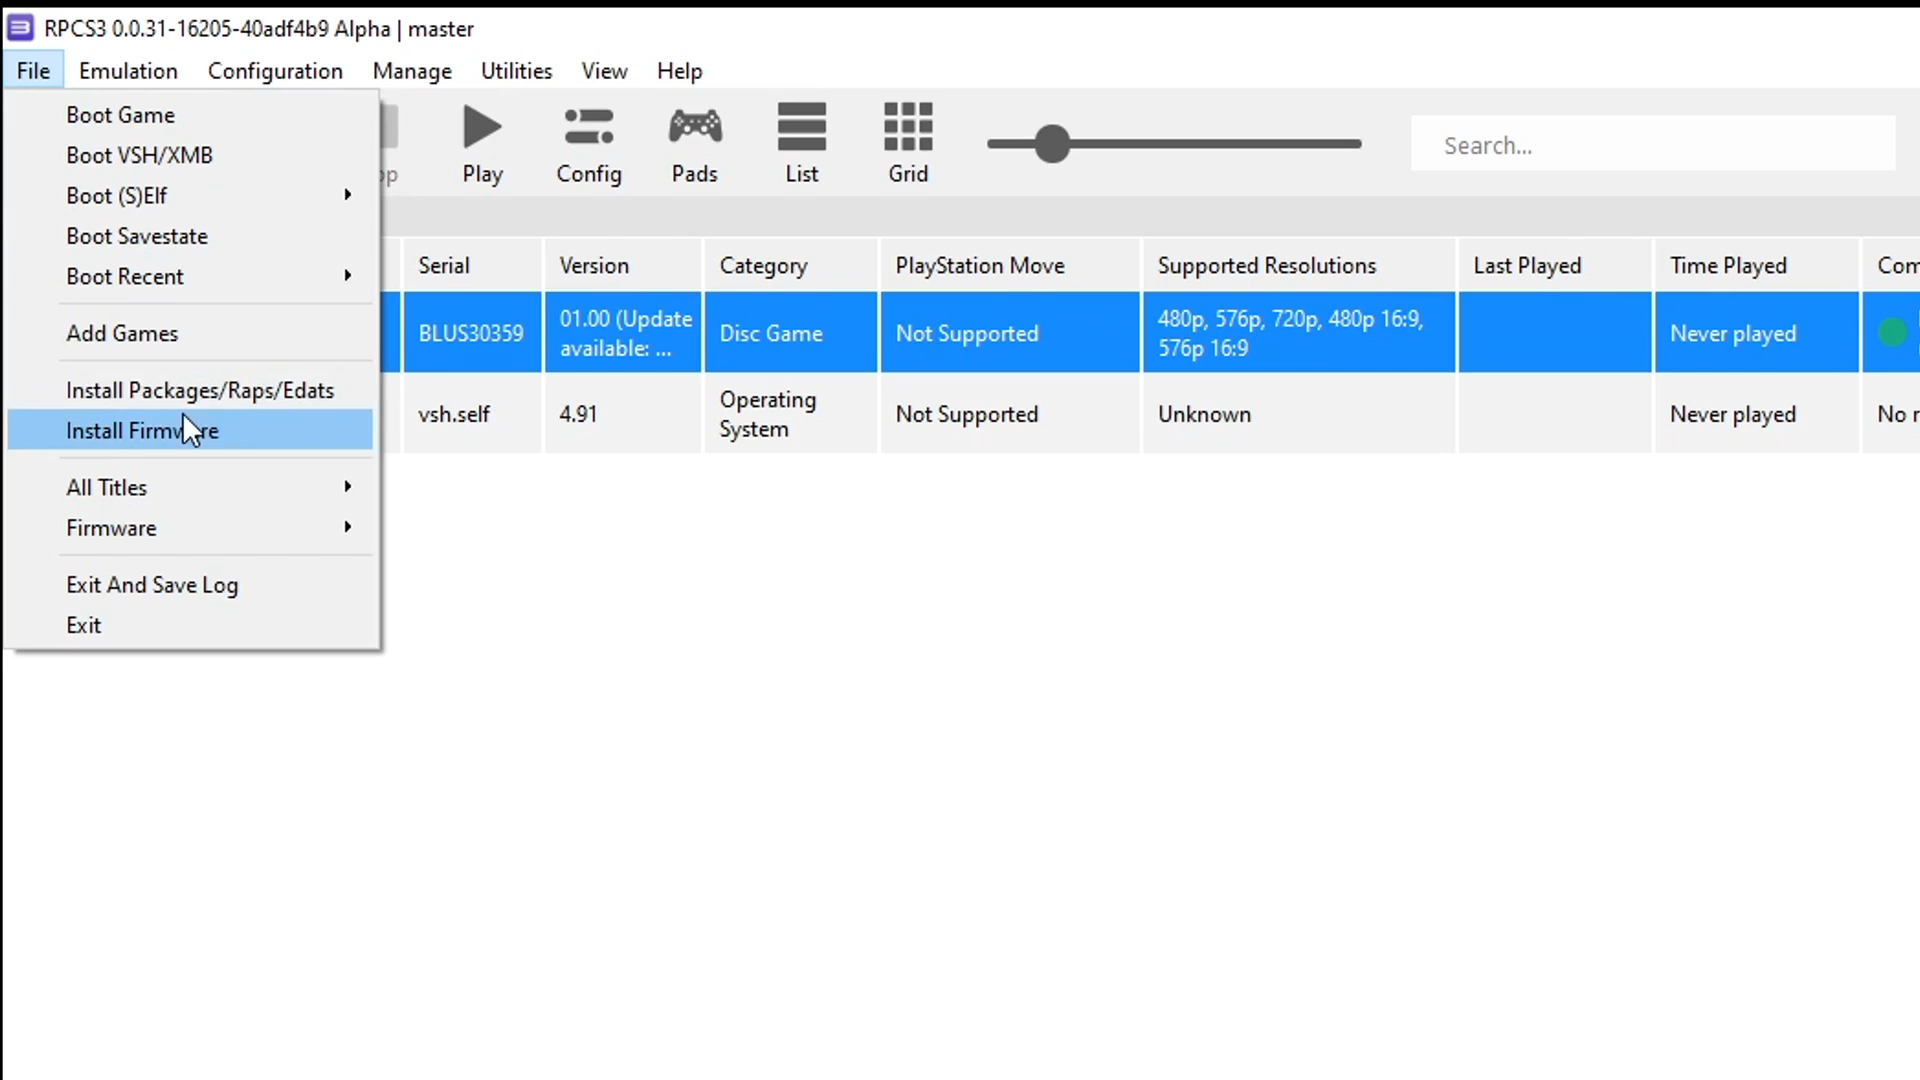 RPCS3 0.0.31-16205-40adf4b9 Alpha | master
File Emulation Configuration Manage Utilities View Help
Boot Game
Boot VSH/XMB
Boot (S)Elf
Boot Savestate
Boot Recent
Add Games
Install Packages/Raps/Edats
Install Firmware
All Titles
Firmware
Exit And Save Log
Exit
Play Config Pads List Grid
Search...
Serial Version Category PlayStation Move Supported Resolutions Last Played Time Played
BLUS30359 01.00 (Update available: ... Disc Game Not Supported 480p, 576p, 720p, 480p 16:9, 576p 16:9 Never played
vsh.self 4.91 Operating System Not Supported Unknown Never played No